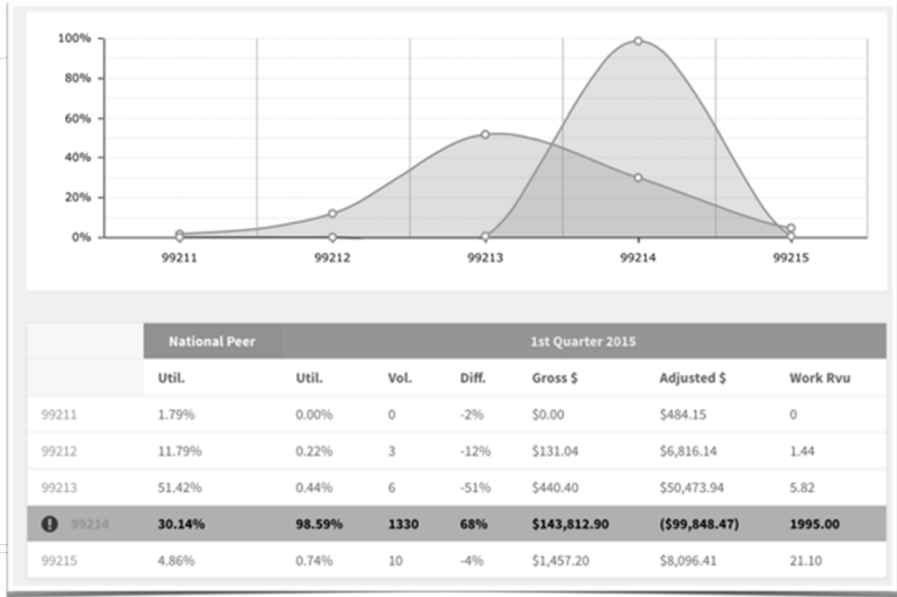 100%
80%
60%
40%
20%
0%
99211 99212 99213 99214 99215
National Peer 1st Quarter 2015
Util. Util. Vol. Diff. Gross $ Adjusted $ Work Rvu
99211 1.79% 0.00% 0 -2% $0.00 $484.15 0
99212 11.79% 0.22% 3 -12% $131.04 $6,816.14 1.44
99213 51.42% 0.44% 6 -51% $440.40 $50,473.94 5.82
! 99214 30.14% 98.59% 1330 68% $143,812.90 ($99,848.47) 1995.00
99215 4.86% 0.74% 10 -4% $1,457.20 $8,096.41 21.10